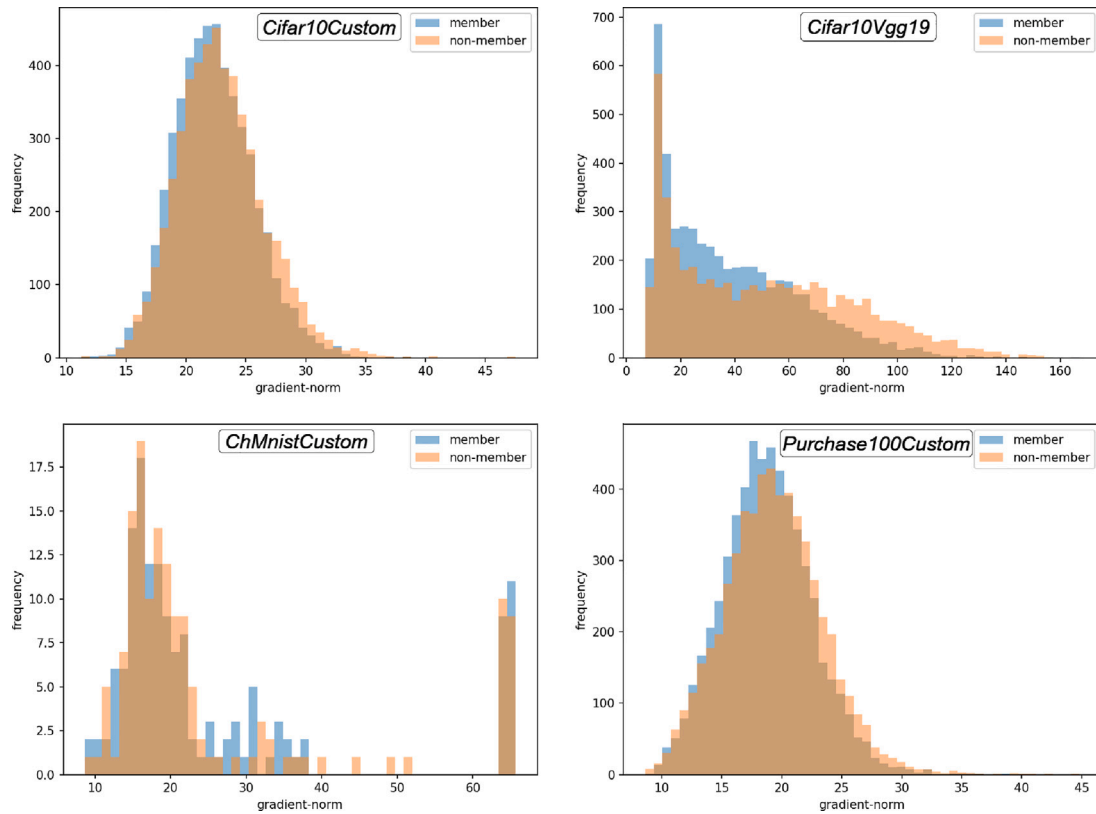 Cifar10Custom
member
non-member
frequency
400
300
200
100
0
10 15 20 25 30 35 40 45
gradient-norm
Cifar10Vgg19
member
non-member
frequency
700
600
500
400
300
200
100
0
0 20 40 60 80 100 120 140 160
gradient-norm
ChMnistCustom
member
non-member
frequency
17.5
15.0
12.5
10.0
7.5
5.0
2.5
0.0
10 20 30 40 50 60
gradient-norm
Purchase100Custom
member
non-member
frequency
400
300
200
100
0
10 15 20 25 30 35 40 45
gradient-norm